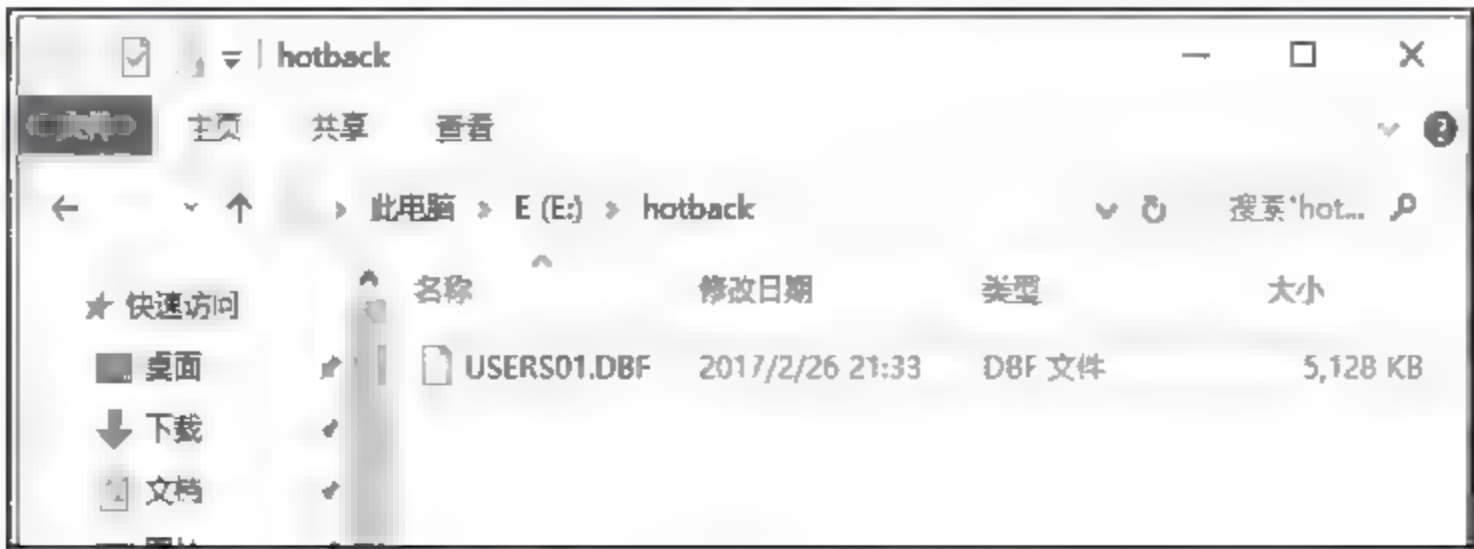 hotback
文件 主页 共享 查看
此电脑 > E (E:) > hotback 搜索"hot...
名称 修改日期 类型 大小
快速访问
桌面 USERS01.DBF 2017/2/26 21:33 DBF 文件 5,128 KB
下载
文档